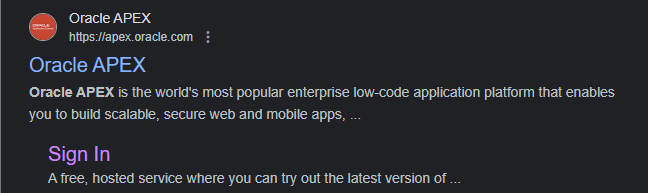 Oracle APEX
https://apex.oracle.com
Oracle APEX
Oracle APEX is the world's most popular enterprise low-code application platform that enables
you to build scalable, secure web and mobile apps, ...
Sign In
A free, hosted service where you can try out the latest version of ...